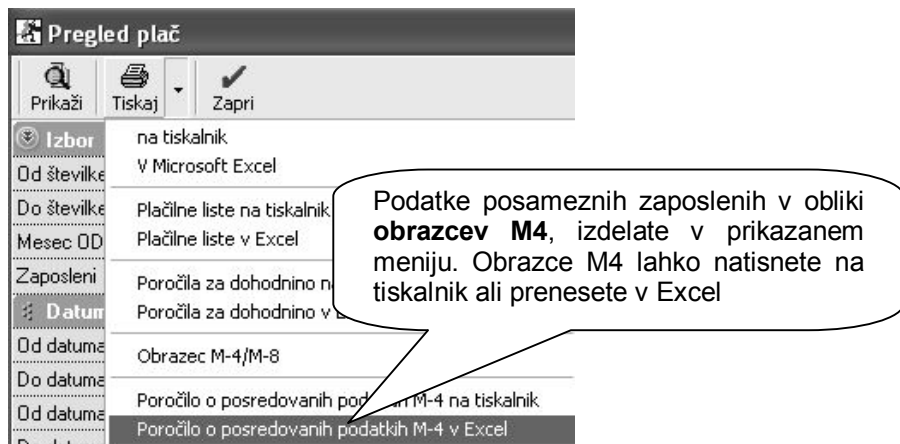 Pregled plač
Prikaži Tiskaj Zapri
Izbor
Od številke
Do številke
Mesec OD
Zaposleni
Od datuma
Do datuma
Od datuma
na tiskalnik
V Microsoft Excel
Plačilne liste na tiskalnik
Plačilne liste v Excel
Poročila za dohodnino
Poročila za dohodnino v
Obrazec M-4/M-8
Poročilo o posredovanih M-4 na tiskalnik
Poročilo o posredovanih podatkih M-4 v Excel
Podatke posameznih zaposlenih v obliki
obrazcev M4, izdelate v prikazanem
meniju. Obrazce M4 lahko natisnete na
tiskalnik ali prenesete v Excel